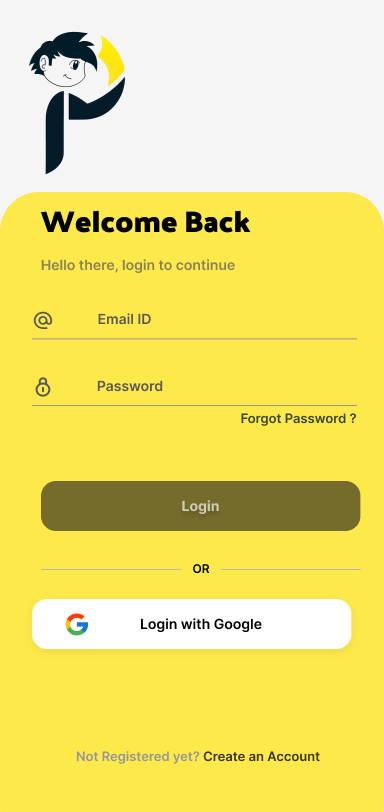 Welcome Back
Hello there, login to continue
Email ID
Password
Forgot Password ?
Login
OR
Login with Google
Not Registered yet? Create an Account